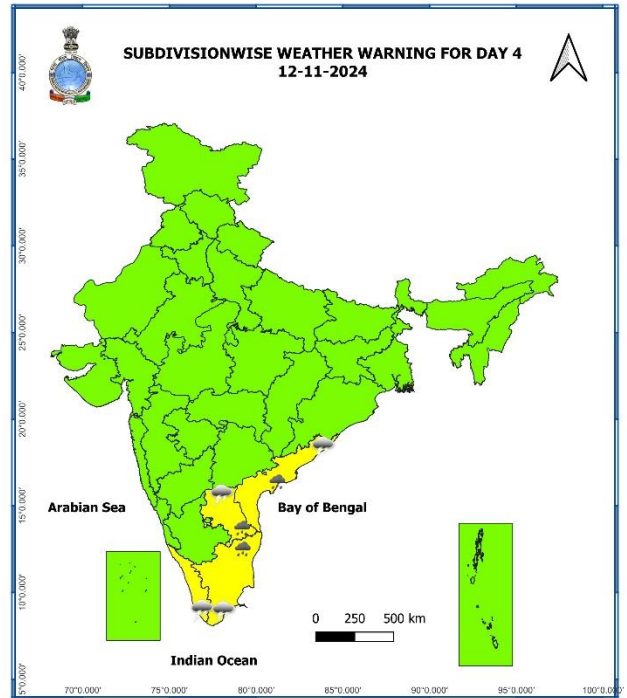 SUBDIVISIONWISE WEATHER WARNING FOR DAY 4
12-11-2024
40°0.000'
35°0.000'
30°0.000'
25°0.000'
20°0.000'
15°0.000'
10°0.000'
5°0.000'
Arabian Sea
Bay of Bengal
0 250 500 km
Indian Ocean
70°0.000' 75°0.000' 80°0.000' 85°0.000' 90°0.000' 95°0.000' 100°0.000'